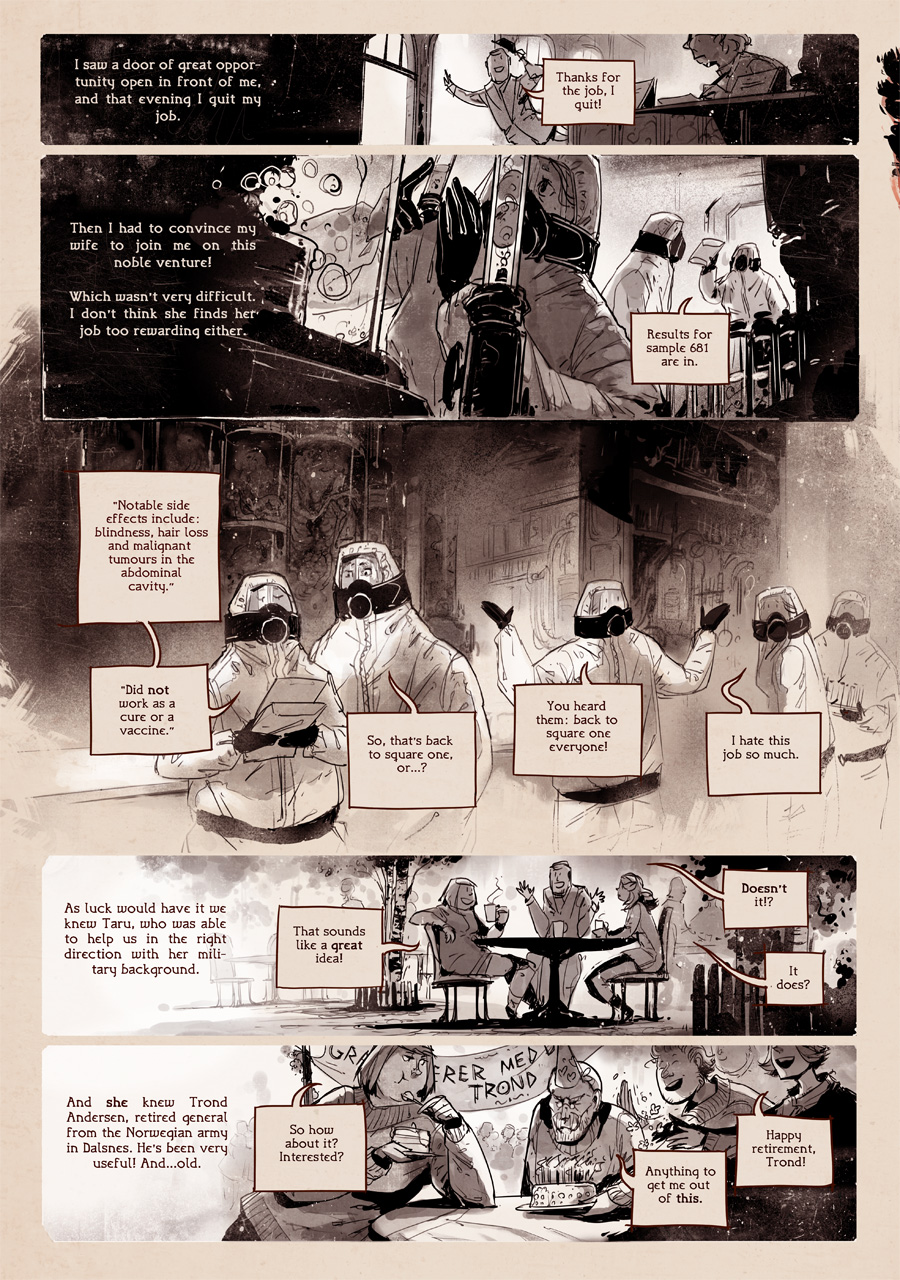 I saw a door of great oppor-
tunity open in front of me,
and that evening I quit my
job.
Thanks for
the job, I
quit!
Then I had to convince my
wife to join me on this
noble venture!
Which wasn't very difficult.
I don't think she finds her
job too rewarding either.
Results for
sample 681
are in.
"Notable side
effects include:
blindness, hair loss
and malignant
tumours in the
abdominal
cavity."
"Did not
work as a
cure or a
vaccine."
So, that's back
to square one,
or...?
You heard
them: back to
square one
everyone!
I hate this
job so much.
As luck would have it we
knew Taru, who was able
to help us in the right
direction with her mili-
tary background.
That sounds
like a great
idea!
Doesn't
it!?
It
does?
And she knew Trond
Andersen, retired general
from the Norwegian army
in Dalsnes. He's been very
useful! And...old.
GR
ERER MED
TROND
So how
about it?
Interested?
Happy
retirement,
Trond!
Anything to
get me out
of this.